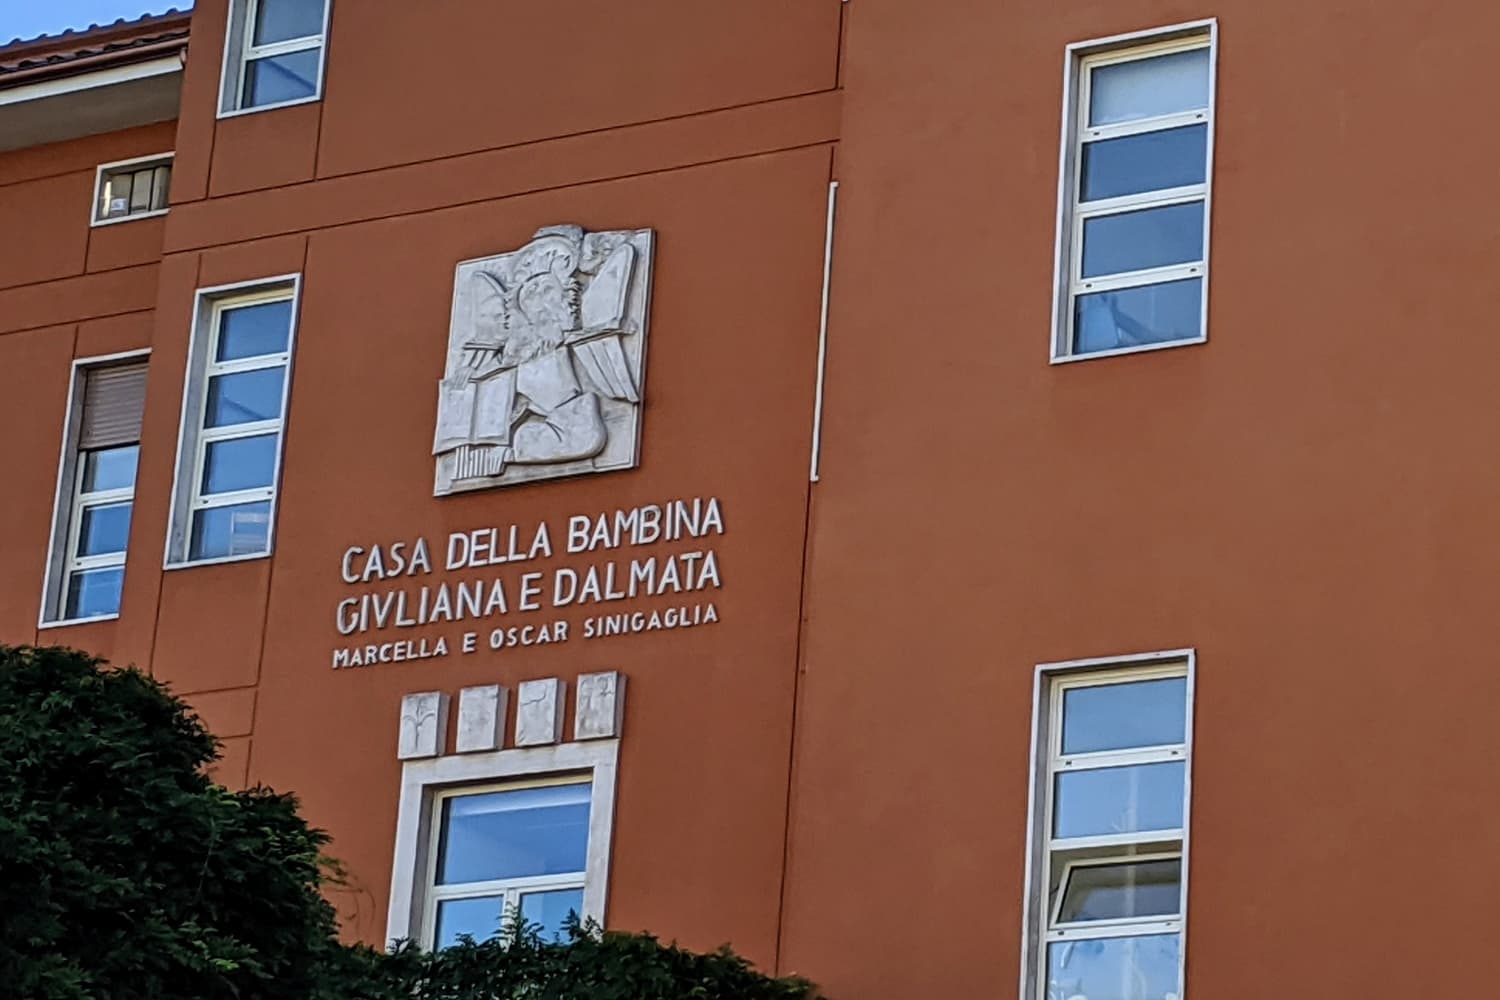 CASA DELLA BAMBINA
GIVLIANA E DALMATA
MARCELLA E OSCAR SINIGAGLIA